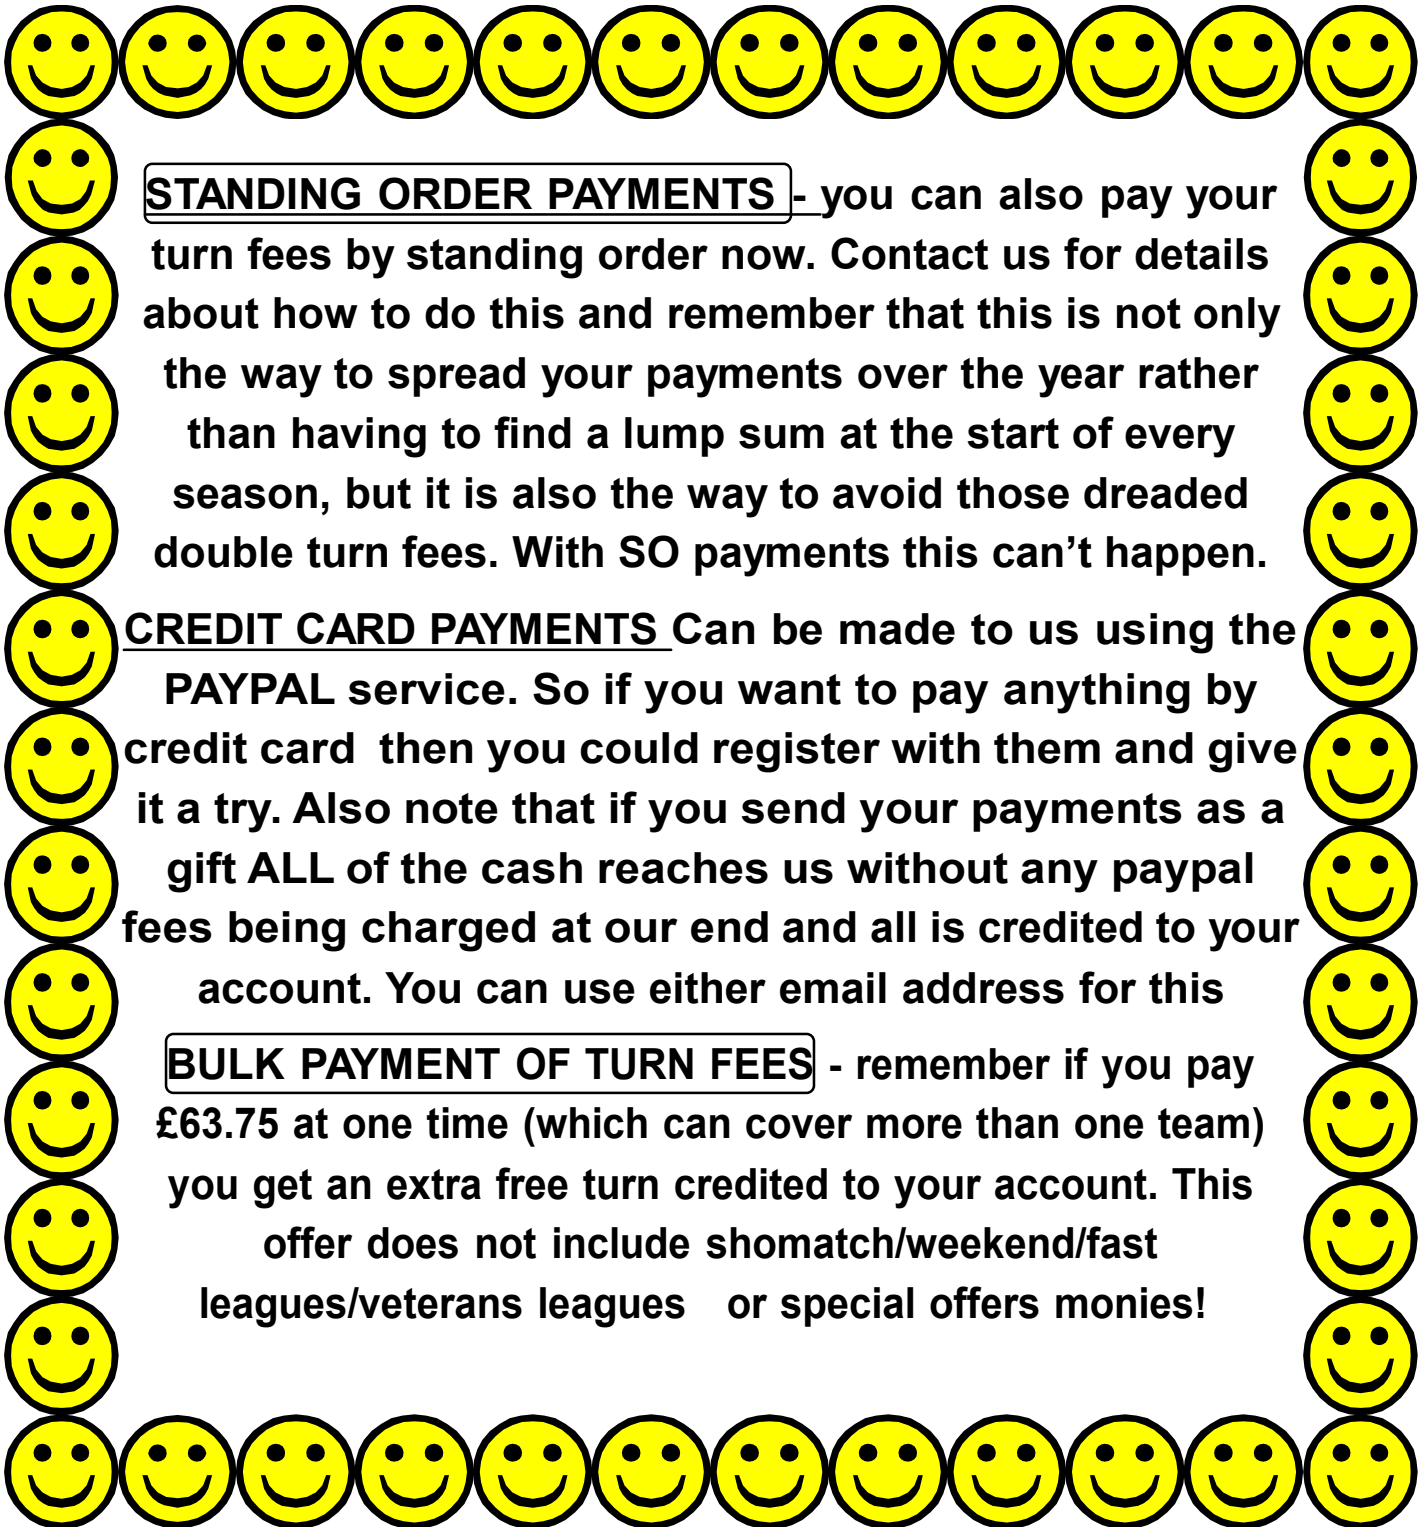 STANDING ORDER PAYMENTS - you can also pay your
turn fees by standing order now. Contact us for details
about how to do this and remember that this is not only
the way to spread your payments over the year rather
than having to find a lump sum at the start of every
season, but it is also the way to avoid those dreaded
double turn fees. With SO payments this can’t happen.
CREDIT CARD PAYMENTS Can be made to us using the
PAYPAL service. So if you want to pay anything by
credit card then you could register with them and give
it a try. Also note that if you send your payments as a
gift ALL of the cash reaches us without any paypal
fees being charged at our end and all is credited to your
account. You can use either email address for this
BULK PAYMENT OF TURN FEES - remember if you pay
£63.75 at one time (which can cover more than one team)
you get an extra free turn credited to your account. This
offer does not include shomatch/weekend/fast
leagues/veterans leagues or special offers monies!